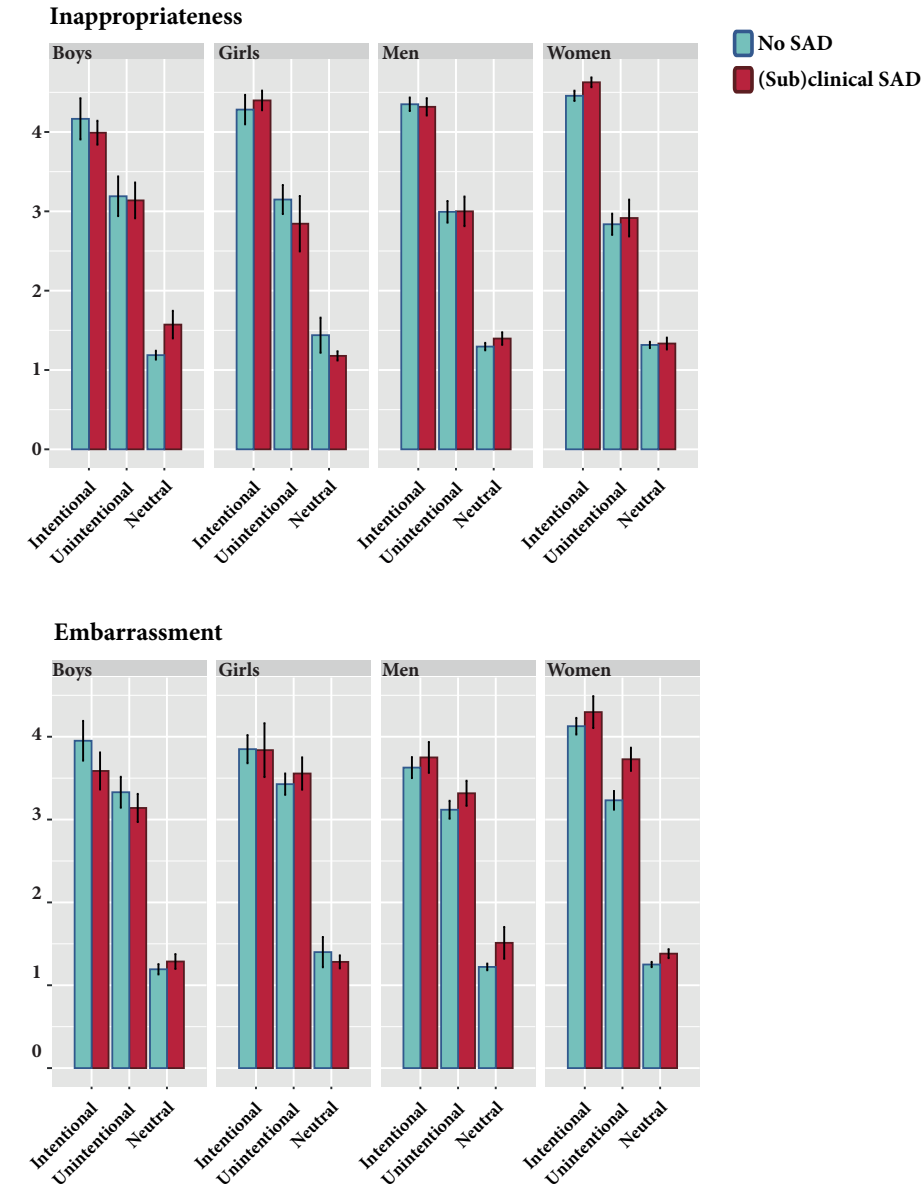 Inappropriateness
No SAD
(Sub)clinical SAD
Boys Girls Men Women
4
3
2
1
0
Intentional Unintentional Neutral Intentional Unintentional Neutral Intentional Unintentional Neutral Intentional Unintentional Neutral
Embarrassment
Boys Girls Men Women
4
3
2
1
0
Intentional Unintentional Neutral Intentional Unintentional Neutral Intentional Unintentional Neutral Intentional Unintentional Neutral